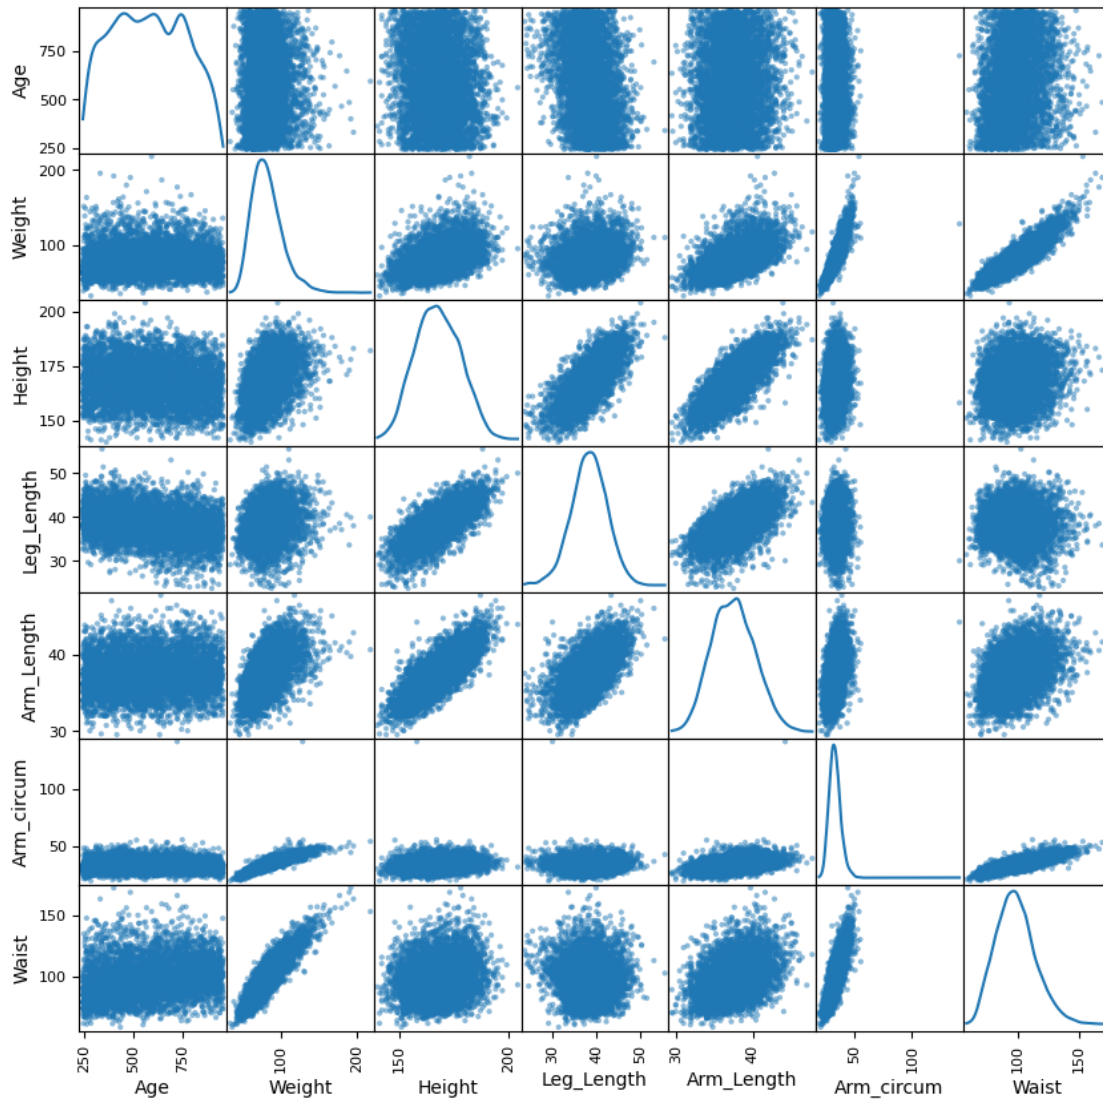 Age
750
500
250
Weight
200
100
Height
200
175
150
Leg_Length
50
40
30
Arm_Length
40
30
Arm_circum
100
50
Waist
150
100
250 500 750 100 200 150 200 30 40 50 30 40 50 100 100 150
Age Weight Height Leg_Length Arm_Length Arm_circum Waist